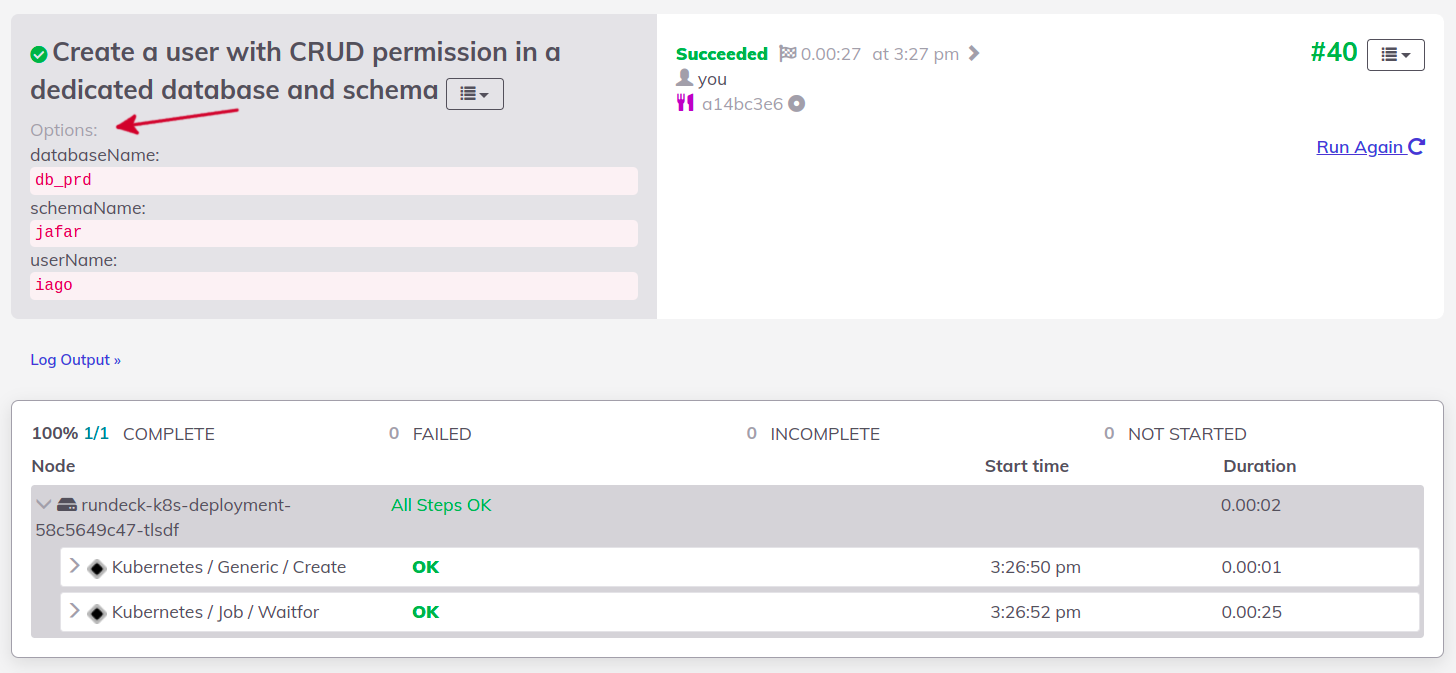 Create a user with CRUD permission in a
dedicated database and schema
Options:
databaseName:
db_prd
schemaName:
jafar
userName:
iago
Succeeded 0.00:27 at 3:27 pm
you
a14bc3e6
#40
Run Again
Log Output »
100% 1/1 COMPLETE 0 FAILED 0 INCOMPLETE 0 NOT STARTED
Node Start time Duration
rundeck-k8s-deployment- All Steps OK 0.00:02
58c5649c47-tlsdf
Kubernetes / Generic / Create OK 3:26:50 pm 0.00:01
Kubernetes / Job / Waitfor OK 3:26:52 pm 0.00:25